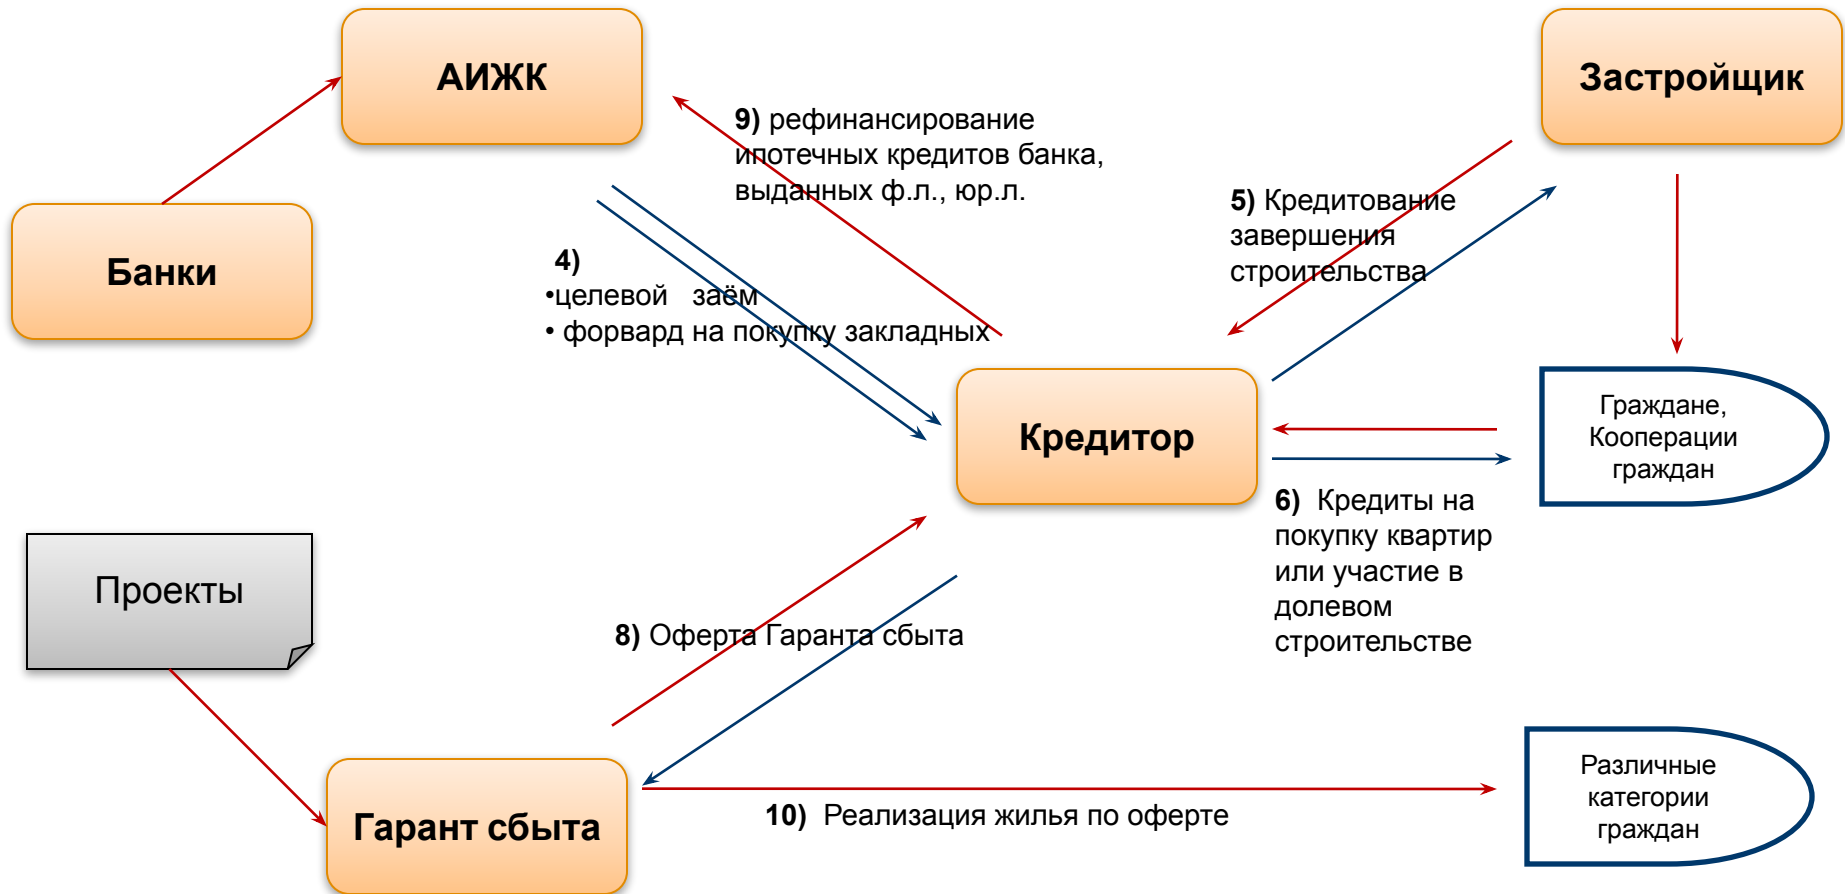 АИЖК
Застройщик
9) рефинансирование
ипотечных кредитов банка,
выданных ф.л., юр.л.
5) Кредитование
завершения
строительства
Банки
4)
•целевой заём
• форвард на покупку закладных
Кредитор
Граждане,
Кооперации
граждан
6) Кредиты на
покупку квартир
или участие в
долевом
строительстве
Проекты
8) Оферта Гаранта сбыта
Гарант сбыта
10) Реализация жилья по оферте
Различные
категории
граждан